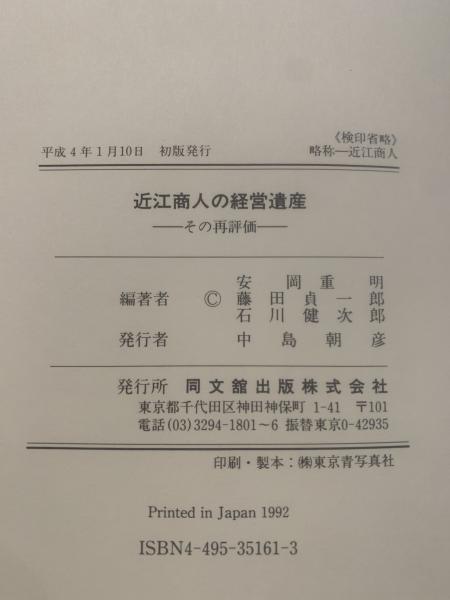 《検印省略》
平成4年1月10日 初版発行 略称―近江商人
近江商人の経営遺産
――その再評価――
安岡重明
編著者 © 藤田貞一郎
石川健次郎
発行者 中島朝彦
発行所 同文舘出版株式会社
東京都千代田区神田神保町1-41 〒101
電話(03)3294-1801~6 振替東京0-42935
印刷・製本:㈱東京青写真社
Printed in Japan 1992
ISBN4-495-35161-3